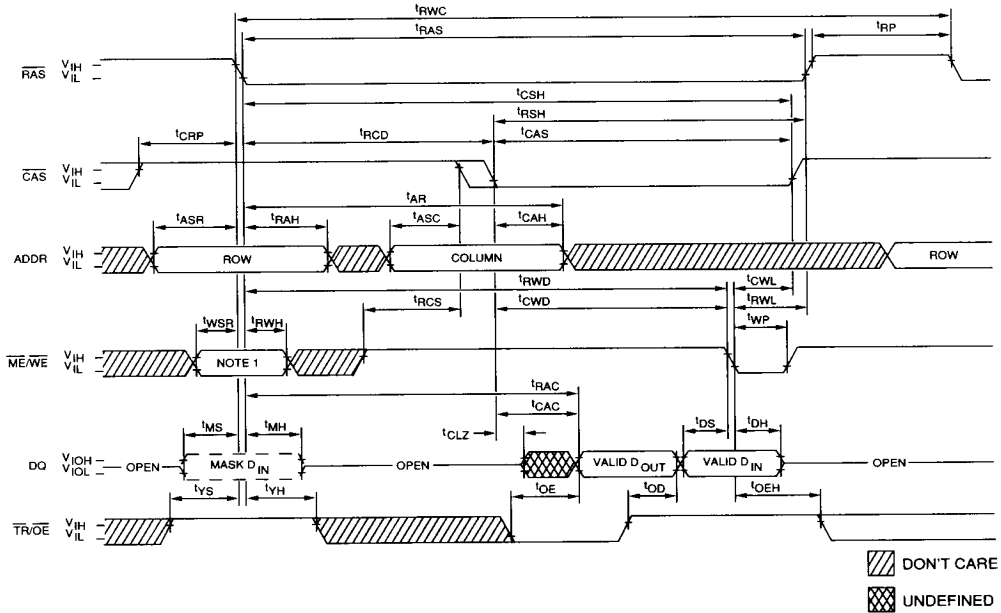 tRWC
tRAS
tRP
RAS VIH VIL
tCSH
tRSH
tCRP tRCD tCAS
CAS VIH VIL
tAR
tASR tRAH tASC tCAH
ADDR VIH VIL ROW COLUMN ROW
tRWD tCWL
tRCS tCWD tRWL
tWSR tRWH tWP
ME/WE VIH VIL NOTE 1
tRAC
tCAC
tMS tMH tCLZ tDS tDH
DQ VIOH VIOL OPEN MASK D IN OPEN VALID D OUT VALID D IN OPEN
tYS tYH tOE tOD tOEH
TR/OE VIH VIL
DON'T CARE
UNDEFINED